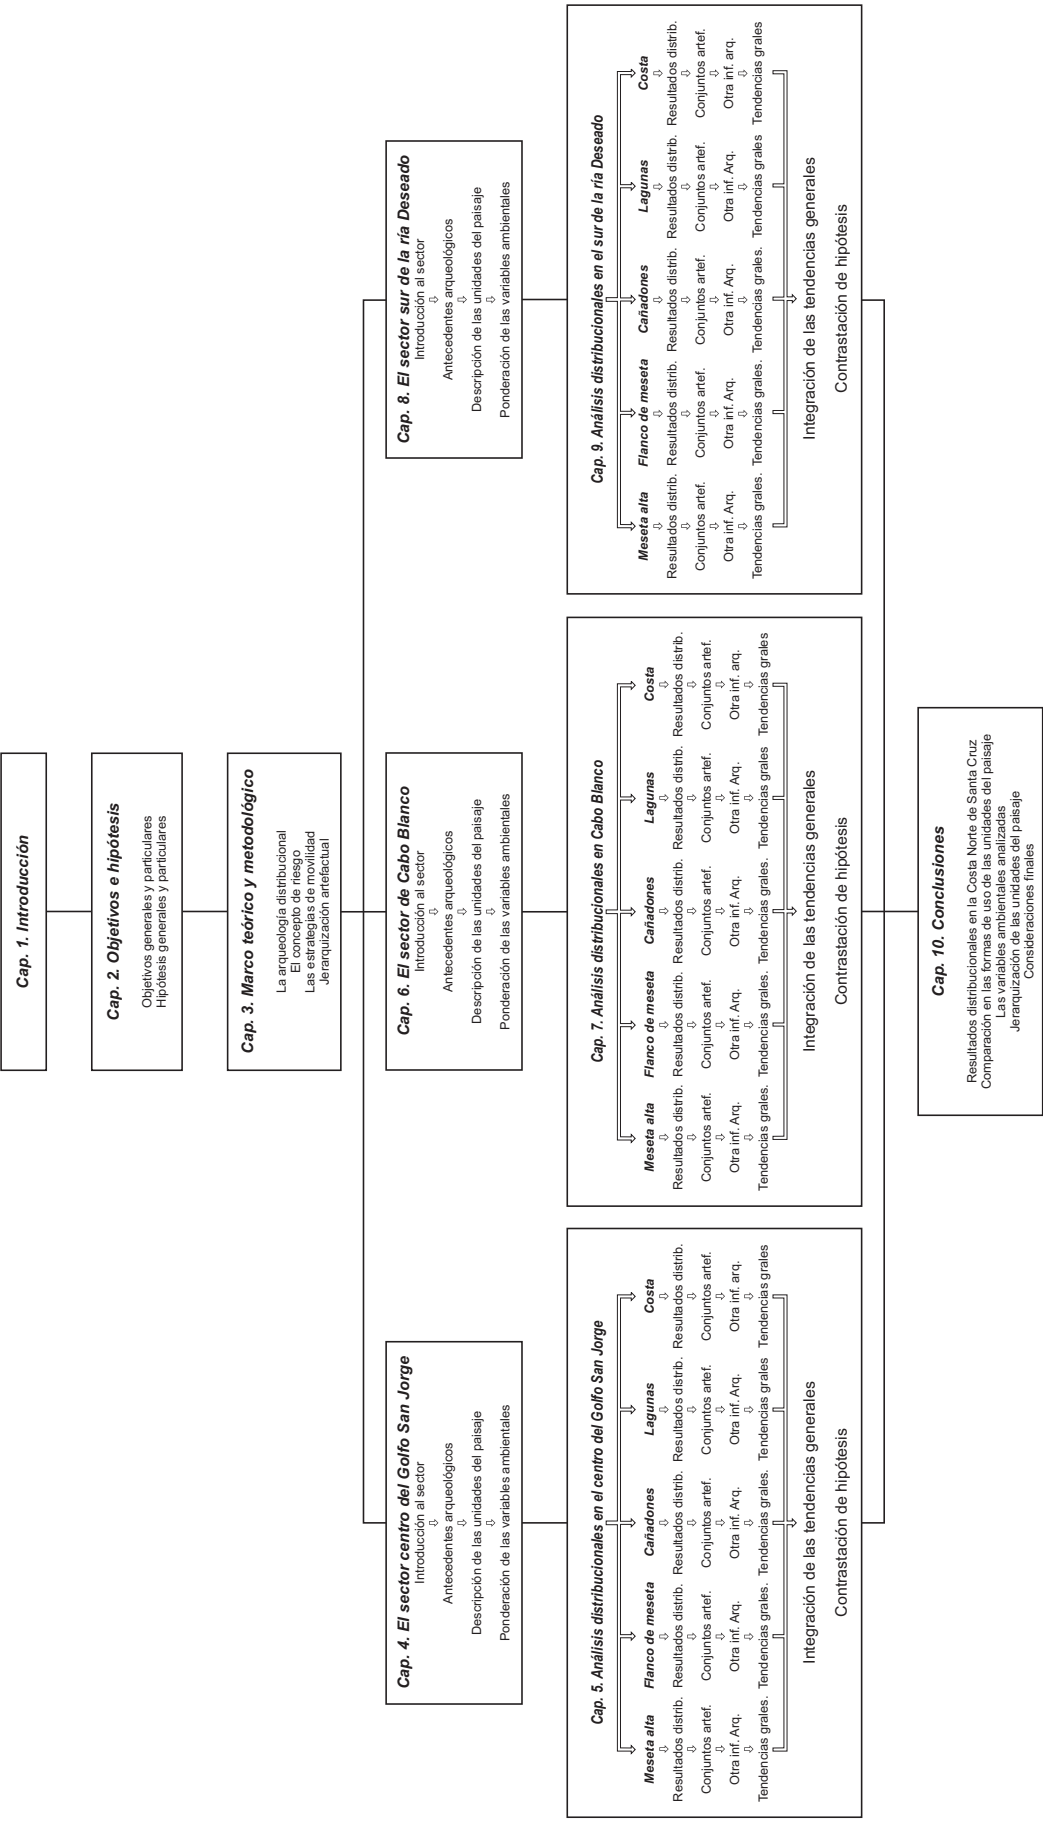 Cap. 1. Introducción
Cap. 2. Objetivos e hipótesis
Objetivos generales y particulares
Hipótesis generales y particulares
Cap. 3. Marco teórico y metodológico
La arqueología distribucional
El concepto de riesgo
Las estrategias de movilidad
Jerarquización artefactual
Cap. 4. El sector centro del Golfo San Jorge
Introducción al sector
Antecedentes arqueológicos
Descripción de las unidades del paisaje
Ponderación de las variables ambientales
Cap. 6. El sector de Cabo Blanco
Introducción al sector
Antecedentes arqueológicos
Descripción de las unidades del paisaje
Ponderación de las variables ambientales
Cap. 8. El sector sur de la ría Deseado
Introducción al sector
Antecedentes arqueológicos
Descripción de las unidades del paisaje
Ponderación de las variables ambientales
Cap. 5. Análisis distribucionales en el centro del Golfo San Jorge
Meseta alta Flanco de meseta Cañadones Lagunas Costa
Resultados distrib. Resultados distrib. Resultados distrib. Resultados distrib. Resultados distrib.
Conjuntos artef. Conjuntos artef. Conjuntos artef. Conjuntos artef. Conjuntos artef.
Otra inf. Arq. Otra inf. Arq. Otra inf. Arq. Otra inf. Arq. Otra inf. arq.
Tendencias grales. Tendencias grales. Tendencias grales. Tendencias grales Tendencias grales
Integración de las tendencias generales
Contrastación de hipótesis
Cap. 7. Análisis distribucionales en Cabo Blanco
Meseta alta Flanco de meseta Cañadones Lagunas Costa
Resultados distrib. Resultados distrib. Resultados distrib. Resultados distrib. Resultados distrib.
Conjuntos artef. Conjuntos artef. Conjuntos artef. Conjuntos artef. Conjuntos artef.
Otra inf. Arq. Otra inf. Arq. Otra inf. Arq. Otra inf. Arq. Otra inf. arq.
Tendencias grales. Tendencias grales. Tendencias grales. Tendencias grales Tendencias grales
Integración de las tendencias generales
Contrastación de hipótesis
Cap. 9. Análisis distribucionales en el sur de la ría Deseado
Meseta alta Flanco de meseta Cañadones Lagunas Costa
Resultados distrib. Resultados distrib. Resultados distrib. Resultados distrib. Resultados distrib.
Conjuntos artef. Conjuntos artef. Conjuntos artef. Conjuntos artef. Conjuntos artef.
Otra inf. Arq. Otra inf. Arq. Otra inf. Arq. Otra inf. Arq. Otra inf. arq.
Tendencias grales. Tendencias grales. Tendencias grales. Tendencias grales Tendencias grales
Integración de las tendencias generales
Contrastación de hipótesis
Cap. 10. Conclusiones
Resultados distribucionales en la Costa Norte de Santa Cruz
Comparación en las formas de uso de las unidades del paisaje
Las variables ambientales analizadas
Jerarquización de las unidades del paisaje
Consideraciones finales